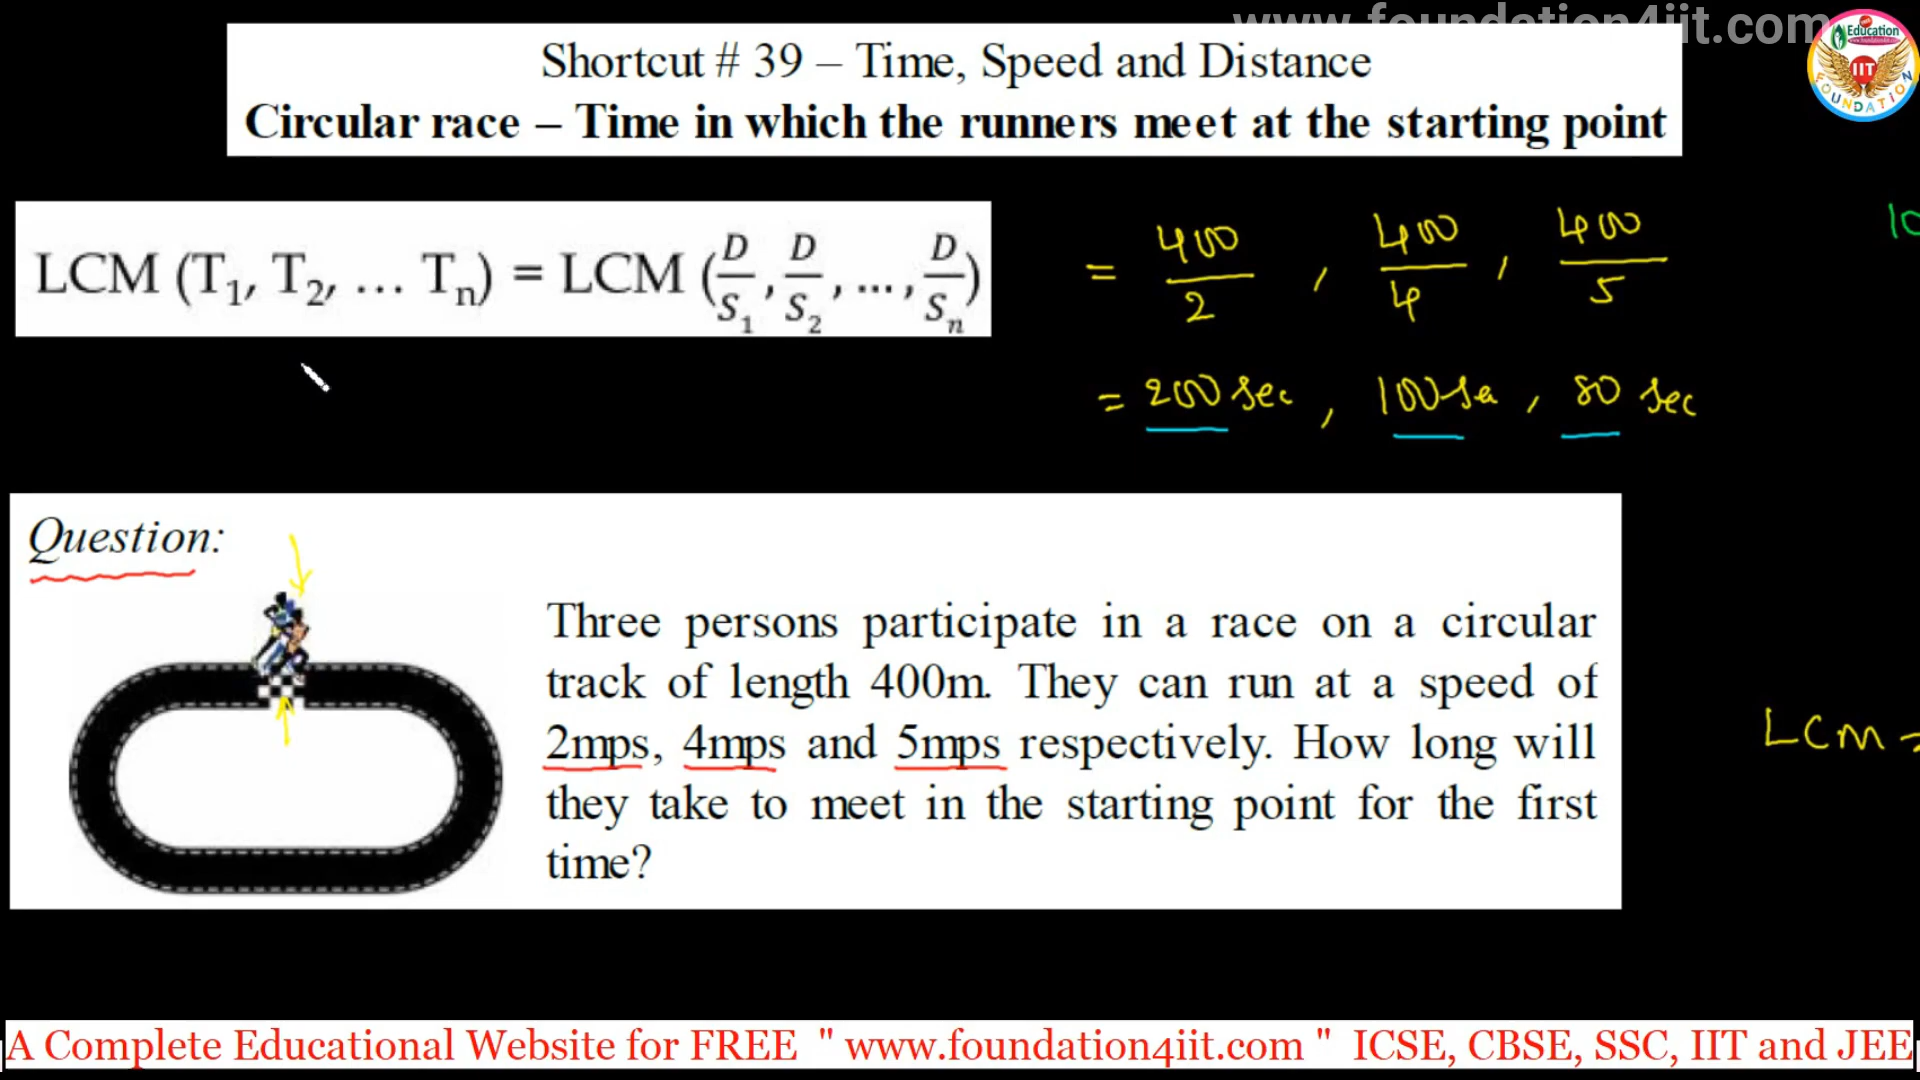 www.foundation4iit.com
Education
IIT
FOUNDATION
Shortcut # 39 – Time, Speed and Distance
Circular race – Time in which the runners meet at the starting point
LCM (T1, T2, … Tn) = LCM (D/S1, D/S2, …, D/Sn)
= 400/2 , 400/4 , 400/5
10
= 200 sec , 100 sec , 80 sec
Question:
Three persons participate in a race on a circular
track of length 400m. They can run at a speed of
2mps, 4mps and 5mps respectively. How long will
they take to meet in the starting point for the first
time?
LCM =
A Complete Educational Website for FREE " www.foundation4iit.com " ICSE, CBSE, SSC, IIT and JEE